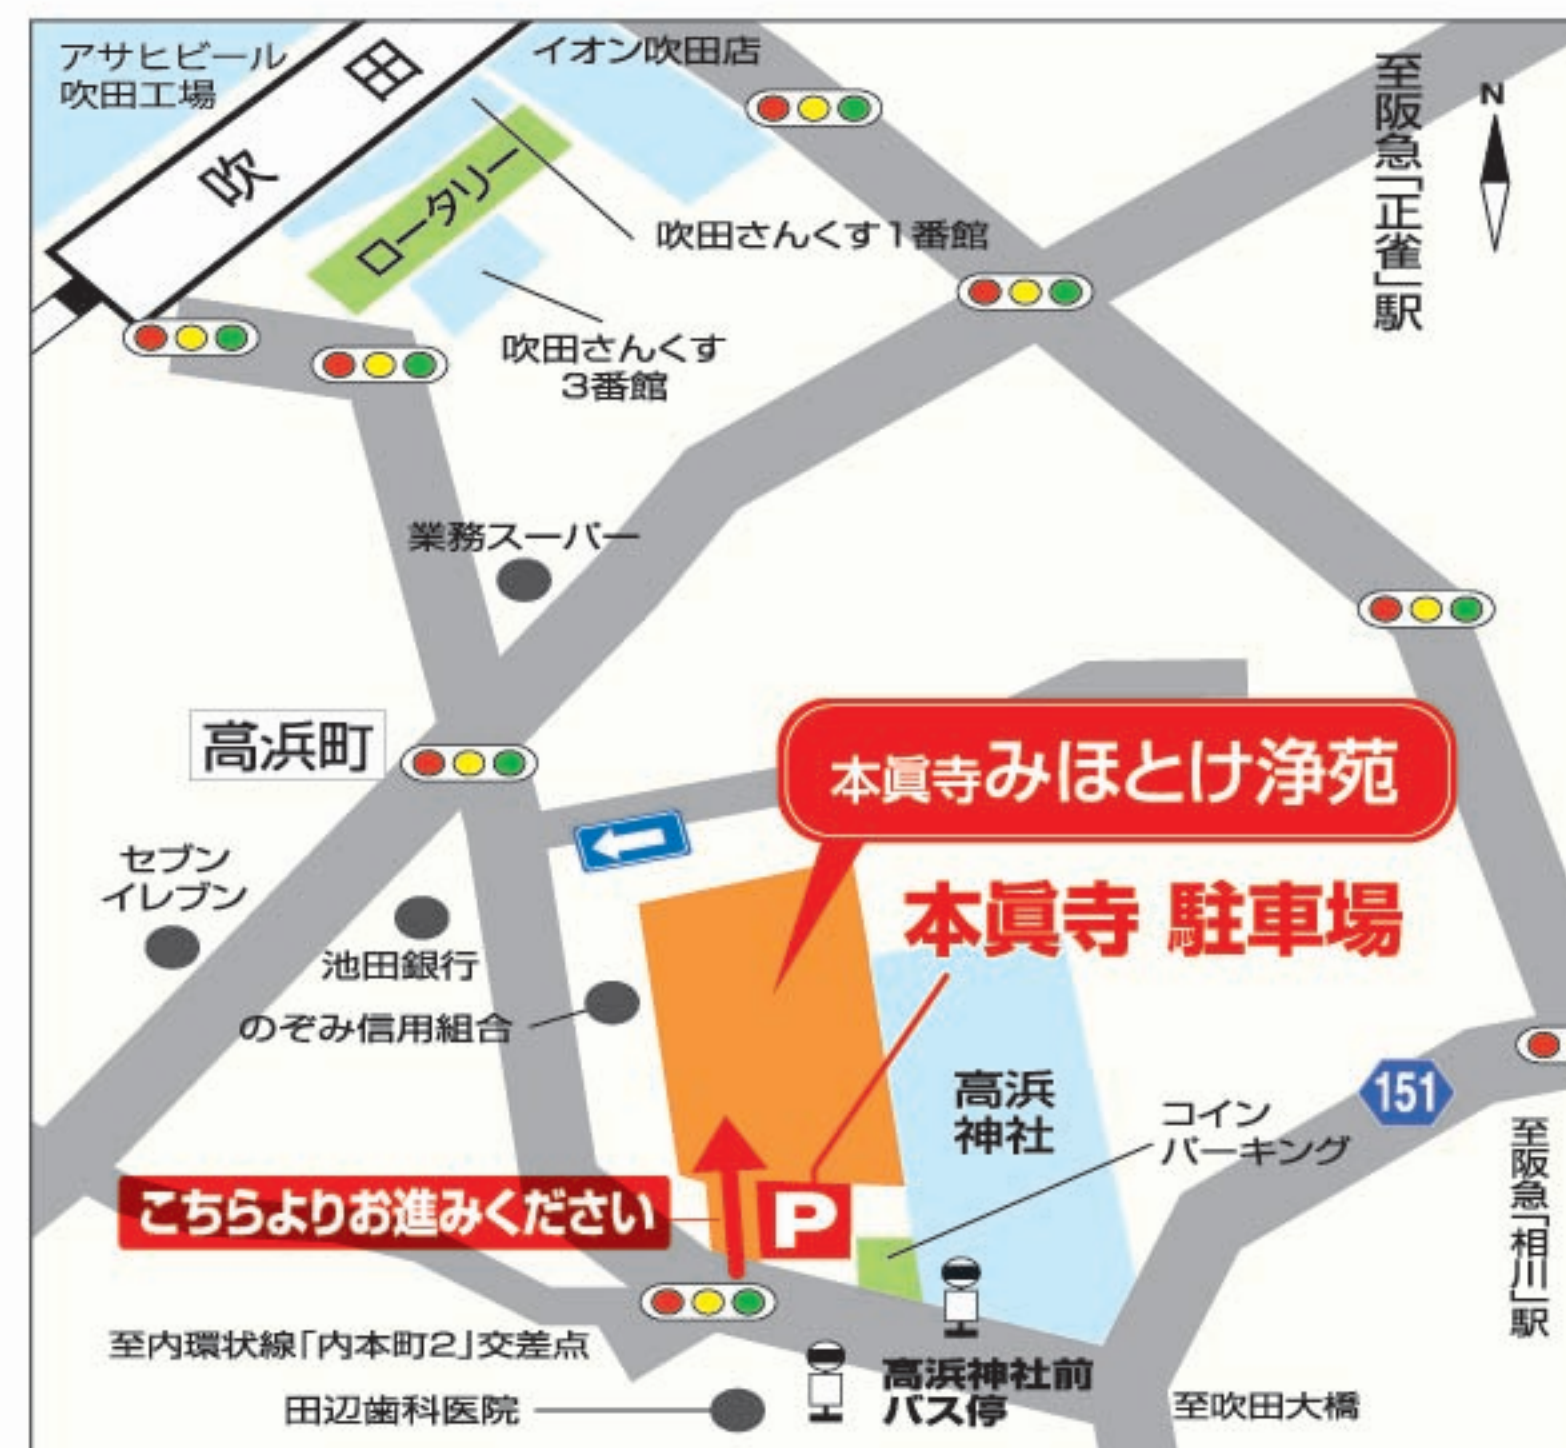 アサヒビール
吹田工場
吹田
イオン吹田店
ロータリー
吹田さんくす1番館
吹田さんくす
3番館
至阪急「正雀」駅
N
業務スーパー
高浜町
本眞寺みほとけ浄苑
本眞寺 駐車場
セブン
イレブン
池田銀行
のぞみ信用組合
高浜
神社
コイン
パーキング
151
至阪急「相川」駅
こちらよりお進みください
P
至内環状線「内本町2」交差点
田辺歯科医院
高浜神社前
バス停
至吹田大橋